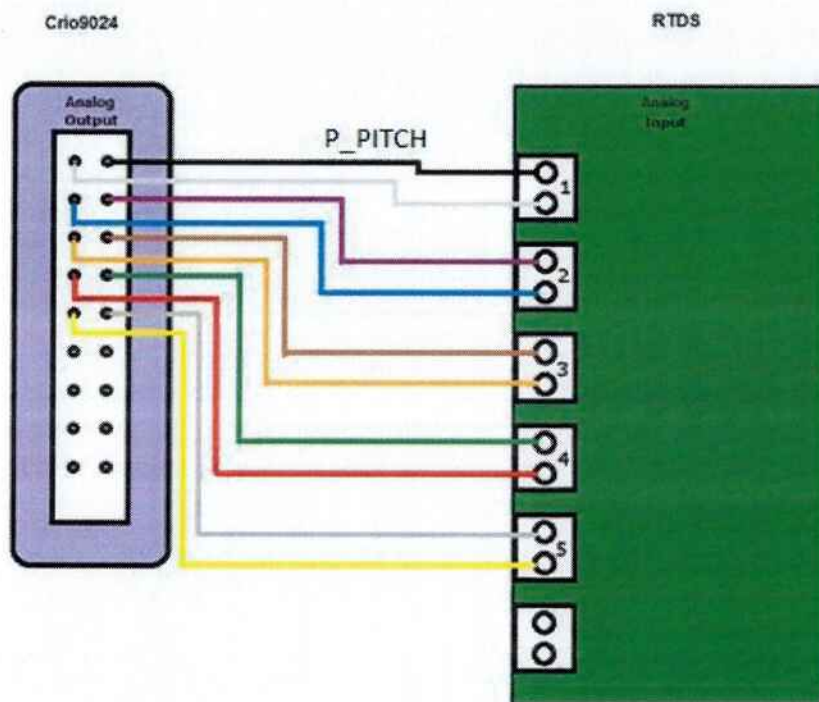 Crio9024
RTDS
Analog
Output
Analog
Input
P_PITCH
1
2
3
4
5